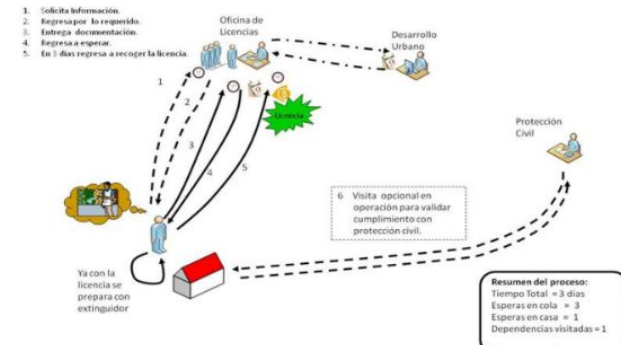 1. Solicita Información.
2. Regresa por lo requerido.
3. Entrega documentación.
4. Regresa a esperar.
5. En 3 días regresa a recoger la licencia.
Oficina de
Licencias
Desarrollo
Urbano
1
2
3
4
5
Licencia
Protección
Civil
6 Visita opcional en
operación para validar
cumplimiento con
protección civil.
Ya con la
licencia se
prepara con
extinguidor
Resumen del proceso:
Tiempo Total = 3 días
Esperas en cola = 3
Esperas en casa = 1
Dependencias visitadas = 1